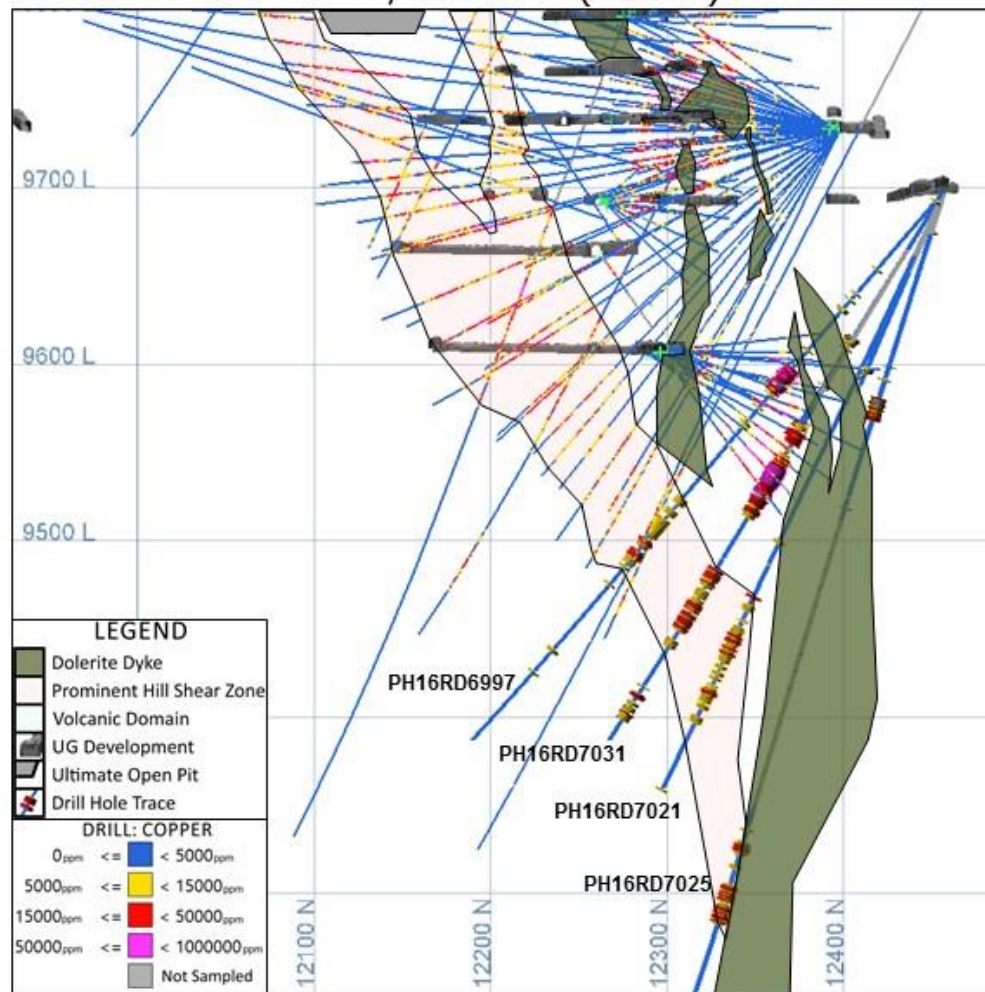 9700 L
9600 L
9500 L
PH16RD6997
PH16RD7031
PH16RD7021
PH16RD7025
12100 N
12200 N
12300 N
12400 N
LEGEND
Dolerite Dyke
Prominent Hill Shear Zone
Volcanic Domain
UG Development
Ultimate Open Pit
Drill Hole Trace
DRILL: COPPER
0ppm <= < 5000ppm
5000ppm <= < 15000ppm
15000ppm <= < 50000ppm
50000ppm <= < 1000000ppm
Not Sampled